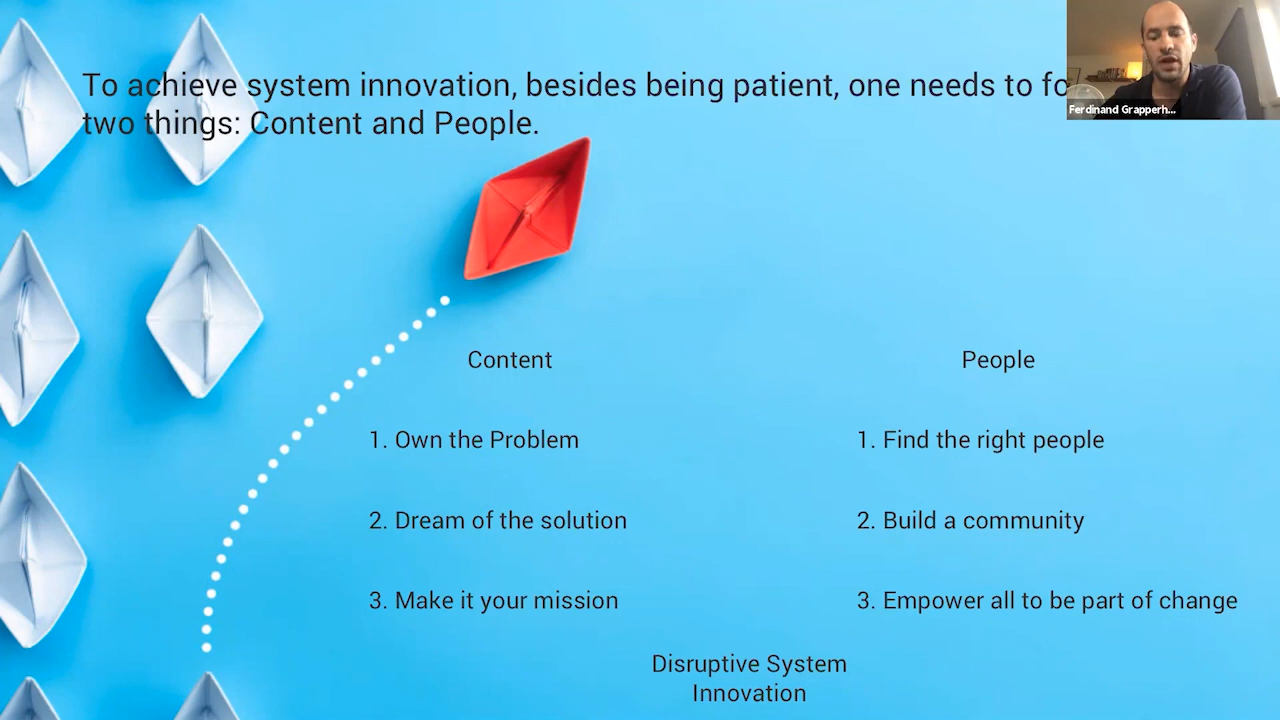 To achieve system innovation, besides being patient, one needs to
two things: Content and People.
Ferdinand Grapperh...
Content
People
1. Own the Problem
1. Find the right people
2. Dream of the solution
2. Build a community
3. Make it your mission
3. Empower all to be part of change
Disruptive System
Innovation